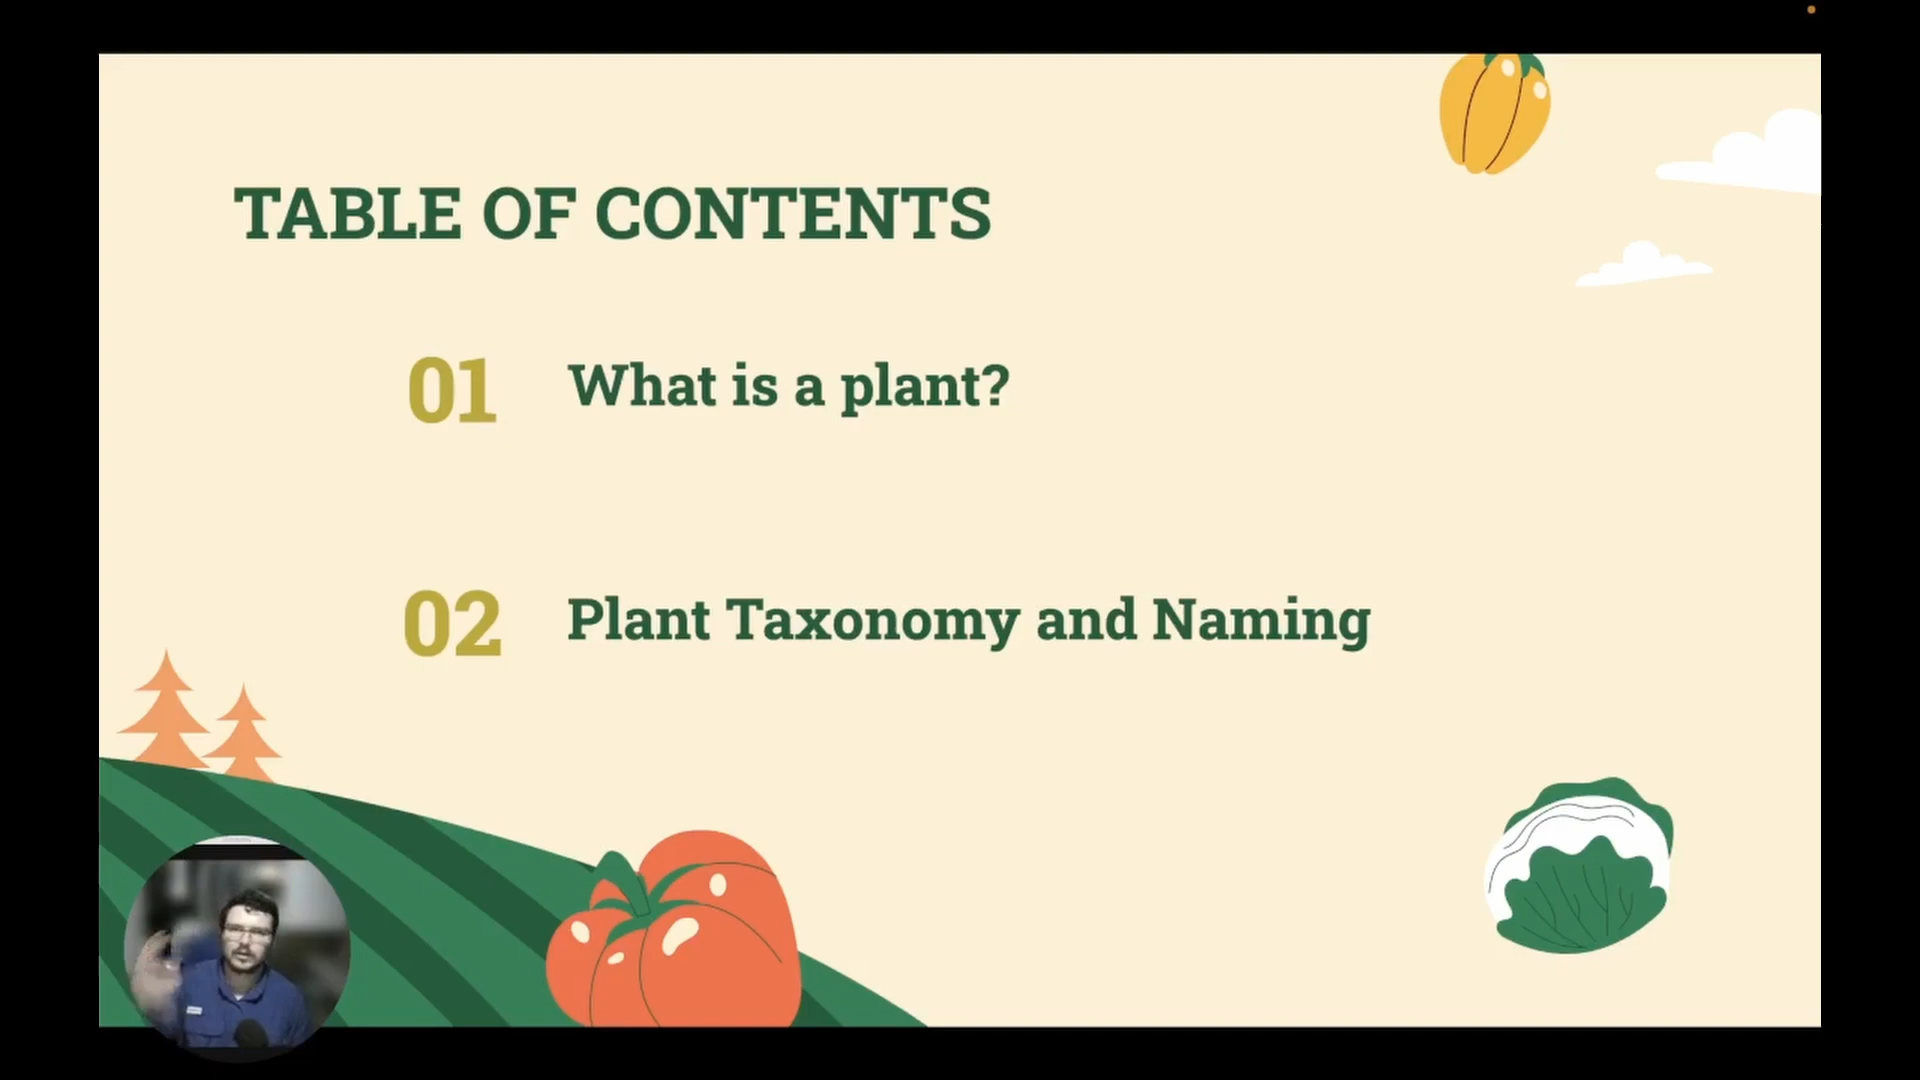 TABLE OF CONTENTS
01 What is a plant?
02 Plant Taxonomy and Naming